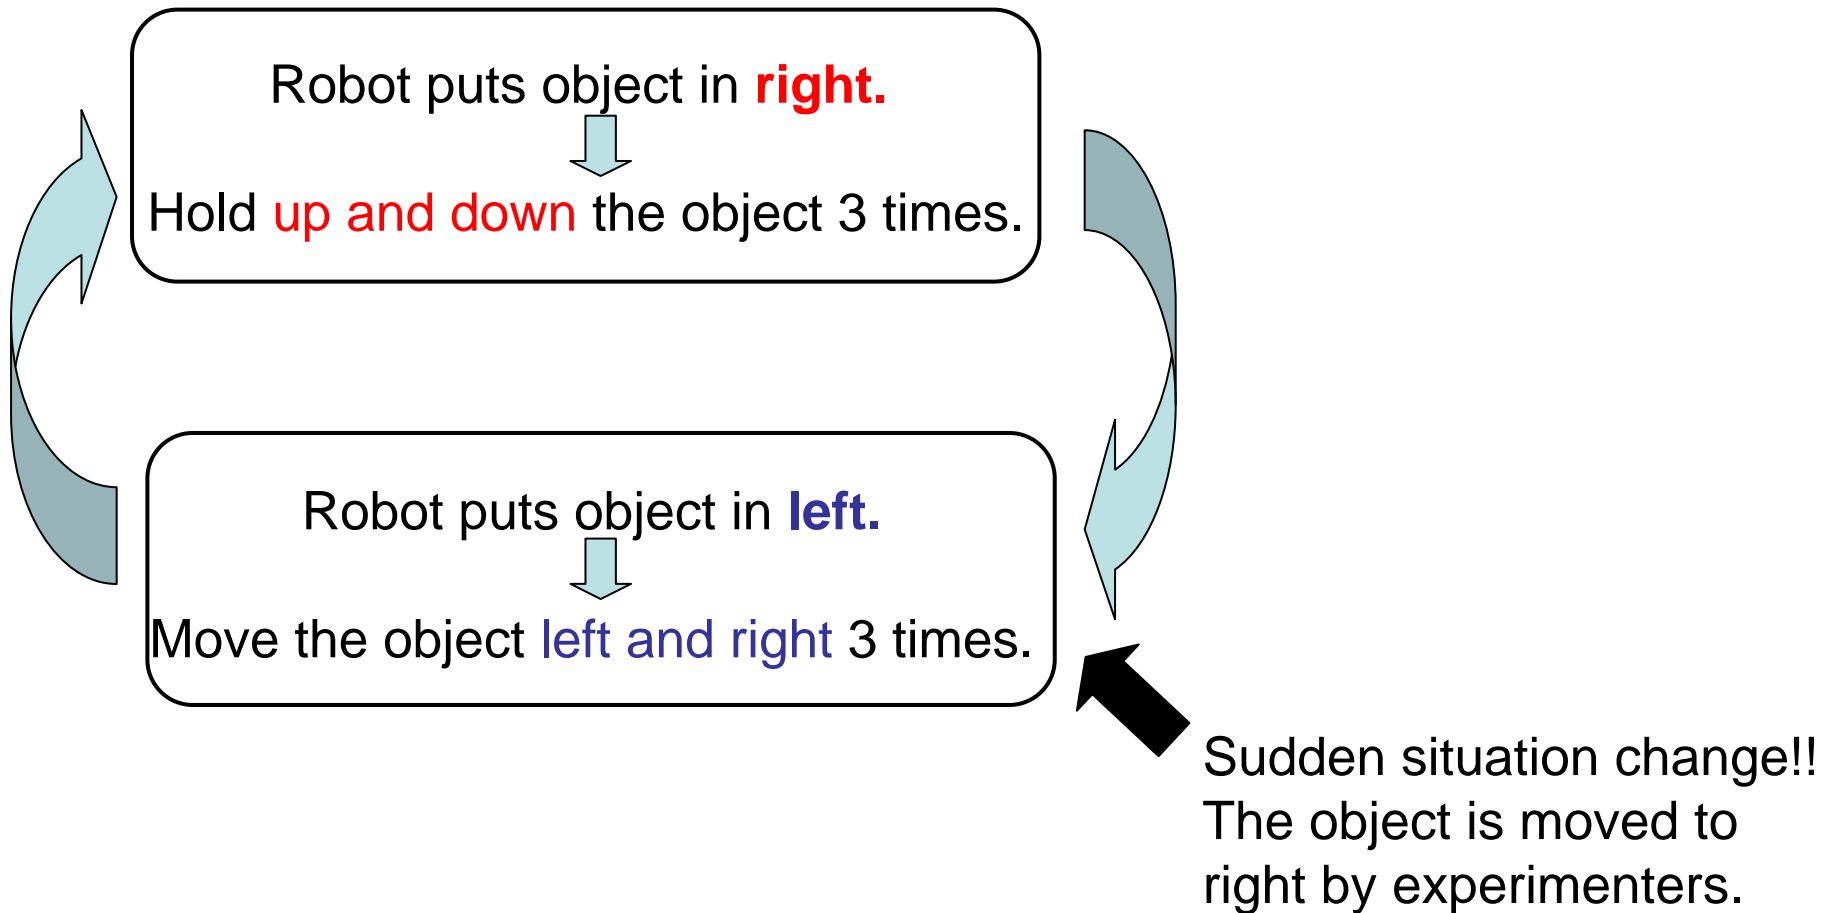 Robot puts object in right.
Hold up and down the object 3 times.
Robot puts object in left.
Move the object left and right 3 times.
Sudden situation change!!
The object is moved to
right by experimenters.